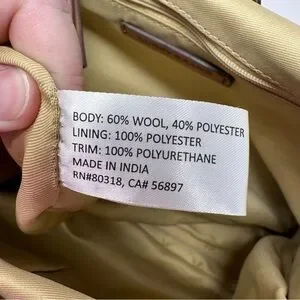 BODY: 60% WOOL, 40% POLYESTER
LINING: 100% POLYESTER
TRIM: 100% POLYURETHANE
MADE IN INDIA
RN#80318, CA# 56897